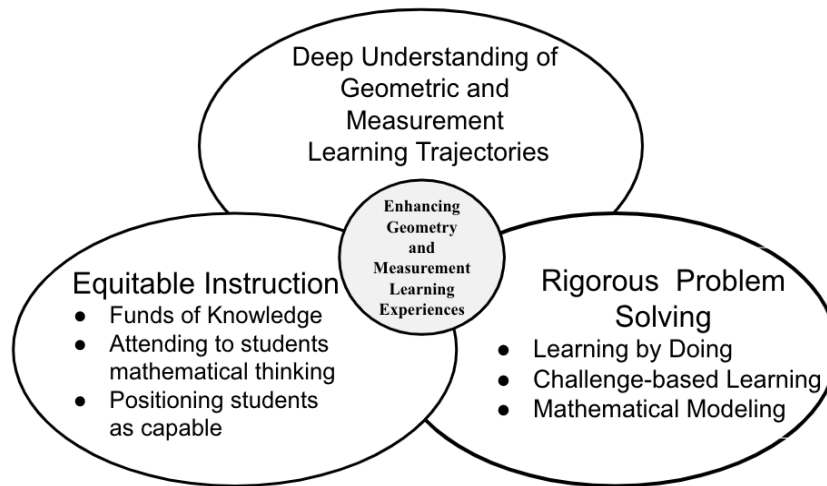 Deep Understanding of
Geometric and
Measurement
Learning Trajectories
Enhancing
Geometry
and
Measurement
Learning
Experiences
Equitable Instruction
● Funds of Knowledge
● Attending to students
mathematical thinking
● Positioning students
as capable
Rigorous Problem
Solving
● Learning by Doing
● Challenge-based Learning
● Mathematical Modeling